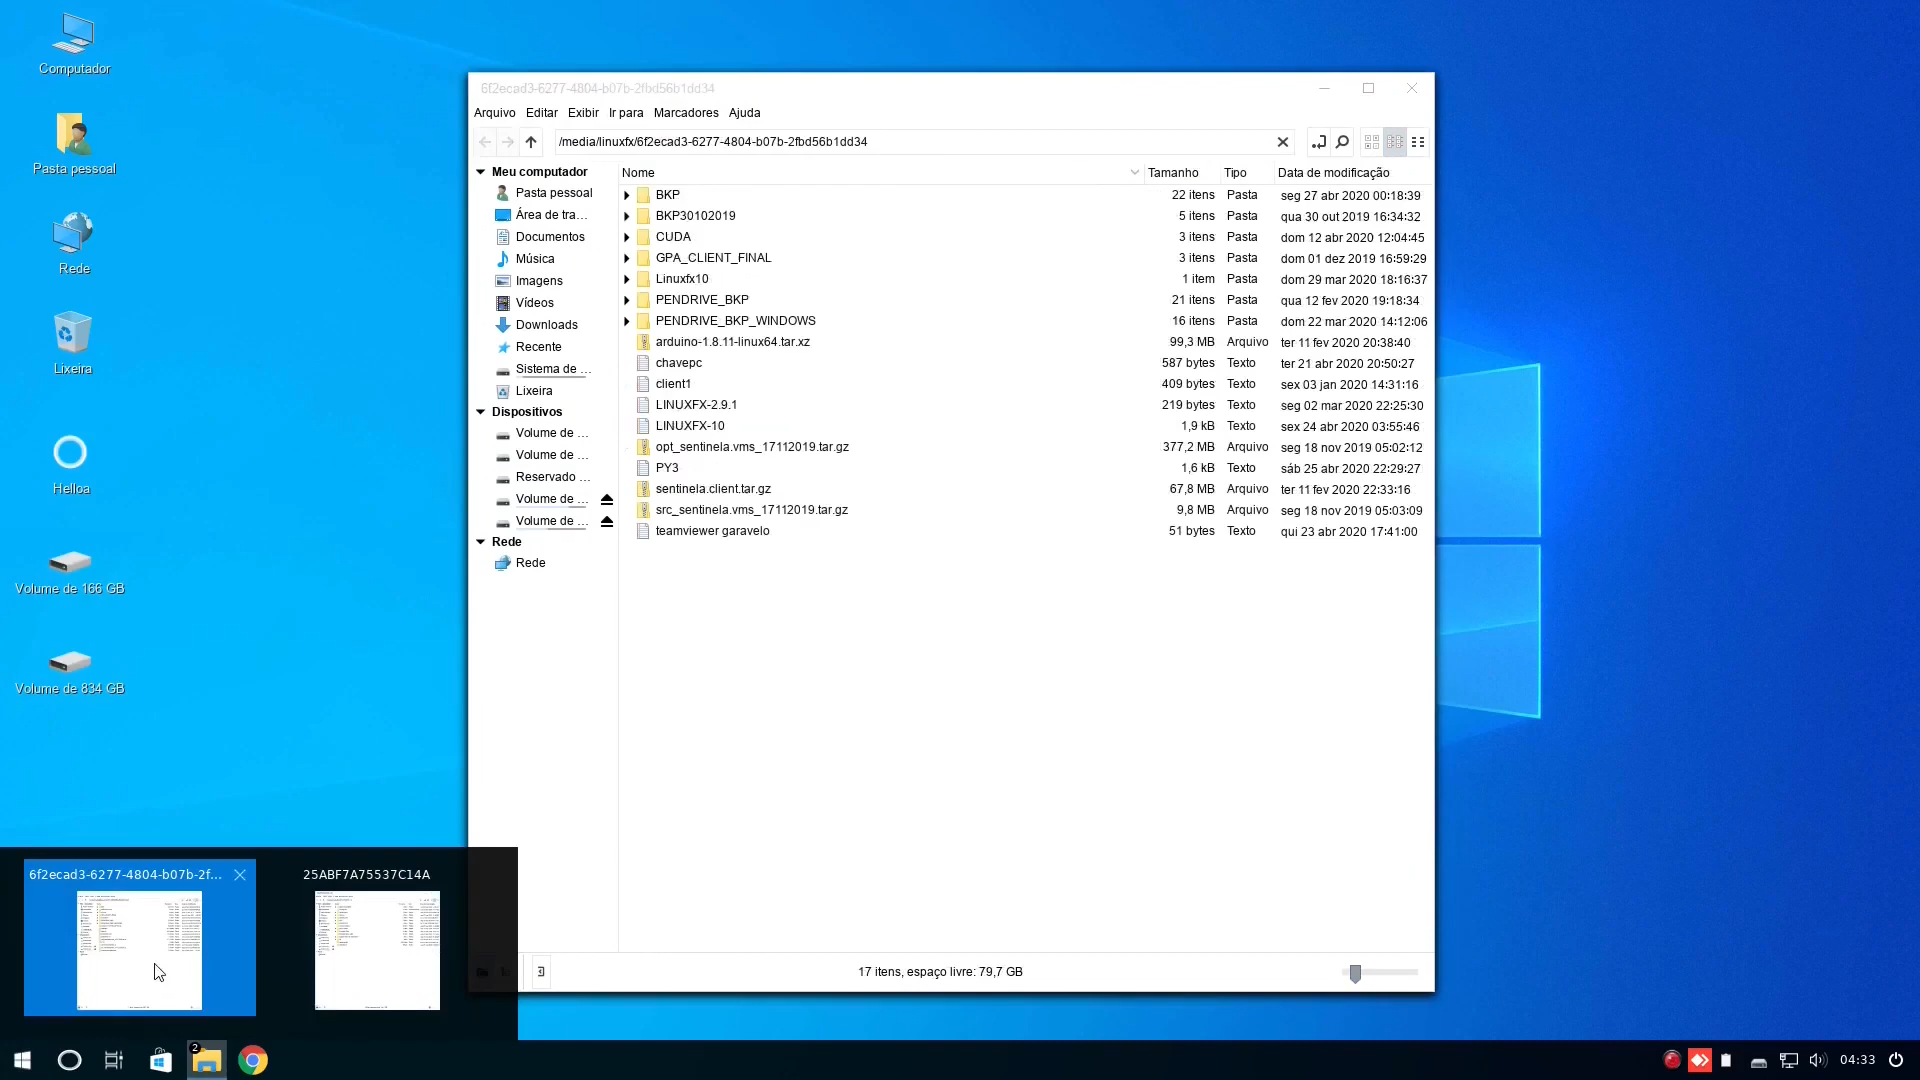 Computador
Pasta pessoal
Rede
Lixeira
Helloa
Volume de 166 GB
Volume de 834 GB
6f2ecad3-6277-4804-b07b-2fbd56b1dd34
Arquivo Editar Exibir Ir para Marcadores Ajuda
/media/linuxfx/6f2ecad3-6277-4804-b07b-2fbd56b1dd34
Meu computador
Pasta pessoal
Área de tra...
Documentos
Música
Imagens
Vídeos
Downloads
Recente
Sistema de ...
Lixeira
Dispositivos
Volume de ...
Volume de ...
Reservado ...
Volume de ...
Volume de ...
Rede
Rede
Nome Tamanho Tipo Data de modificação
BKP 22 itens Pasta seg 27 abr 2020 00:18:39
BKP30102019 5 itens Pasta qua 30 out 2019 16:34:32
CUDA 3 itens Pasta dom 12 abr 2020 12:04:45
GPA_CLIENT_FINAL 3 itens Pasta dom 01 dez 2019 16:59:29
Linuxfx10 1 item Pasta dom 29 mar 2020 18:16:37
PENDRIVE_BKP 21 itens Pasta qua 12 fev 2020 19:18:34
PENDRIVE_BKP_WINDOWS 16 itens Pasta dom 22 mar 2020 14:12:06
arduino-1.8.11-linux64.tar.xz 99,3 MB Arquivo ter 11 fev 2020 20:38:40
chavepc 587 bytes Texto ter 21 abr 2020 20:50:27
client1 409 bytes Texto sex 03 jan 2020 14:31:16
LINUXFX-2.9.1 219 bytes Texto seg 02 mar 2020 22:25:30
LINUXFX-10 1,9 kB Texto sex 24 abr 2020 03:55:46
opt_sentinela.vms_17112019.tar.gz 377,2 MB Arquivo seg 18 nov 2019 05:02:12
PY3 1,6 kB Texto sáb 25 abr 2020 22:29:27
sentinela.client.tar.gz 67,8 MB Arquivo ter 11 fev 2020 22:33:16
src_sentinela.vms_17112019.tar.gz 9,8 MB Arquivo seg 18 nov 2019 05:03:09
teamviewer garavelo 51 bytes Texto qui 23 abr 2020 17:41:00
17 itens, espaço livre: 79,7 GB
6f2ecad3-6277-4804-b07b-2f... 25ABF7A75537C14A
2
04:33